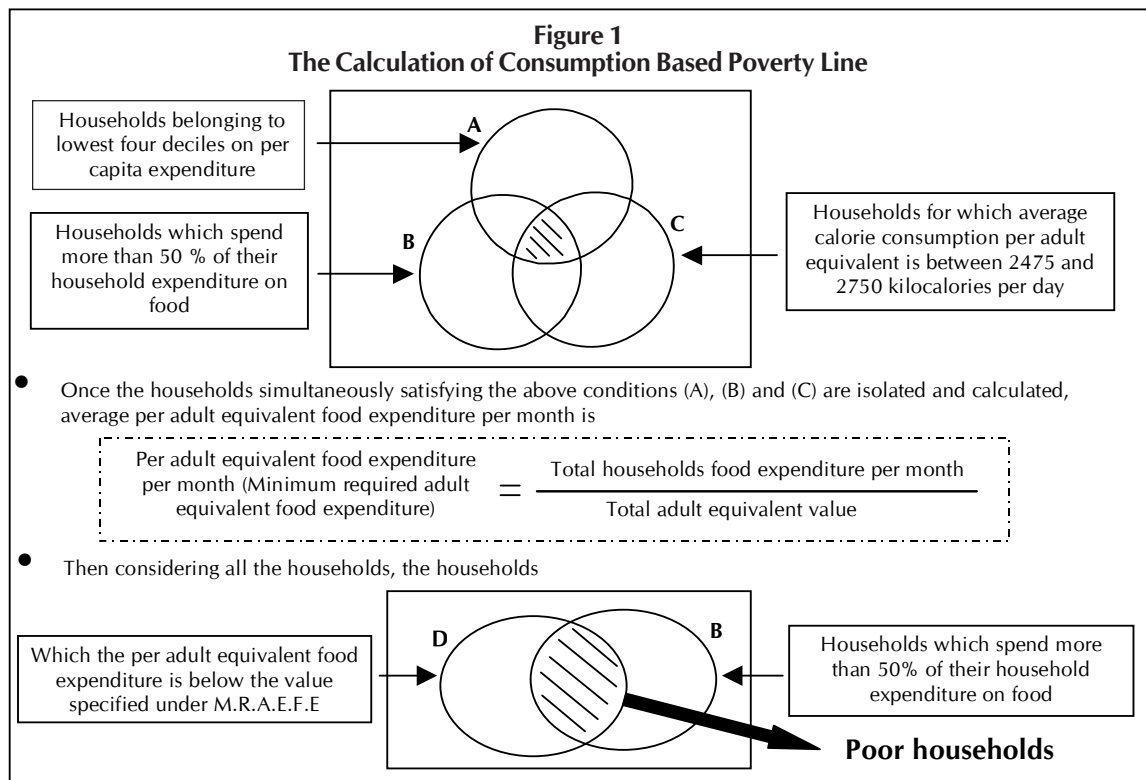 Figure 1
The Calculation of Consumption Based Poverty Line
Households belonging to
lowest four deciles on per
capita expenditure
A
Households which spend
more than 50 % of their
household expenditure on
food
B
C
Households for which average
calorie consumption per adult
equivalent is between 2475 and
2750 kilocalories per day
• Once the households simultaneously satisfying the above conditions (A), (B) and (C) are isolated and calculated,
average per adult equivalent food expenditure per month is
Per adult equivalent food expenditure
per month (Minimum required adult
equivalent food expenditure)
=
Total households food expenditure per month
Total adult equivalent value
• Then considering all the households, the households
Which the per adult equivalent food
expenditure is below the value
specified under M.R.A.E.F.E
D
B
Households which spend more
than 50% of their household
expenditure on food
Poor households